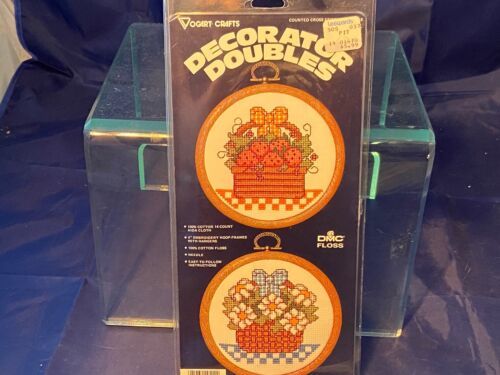 VOGART CRAFTS
COUNTED CROSS
DECORATOR
DOUBLES
• 100% COTTON 14 COUNT
AIDA CLOTH
EMBROIDERY HOOP-FRAMES
WITH HANGERS
• 100% COTTON FLOSS
• NEEDLE
• EASY TO FOLLOW
INSTRUCTIONS
DMC
FLOSS